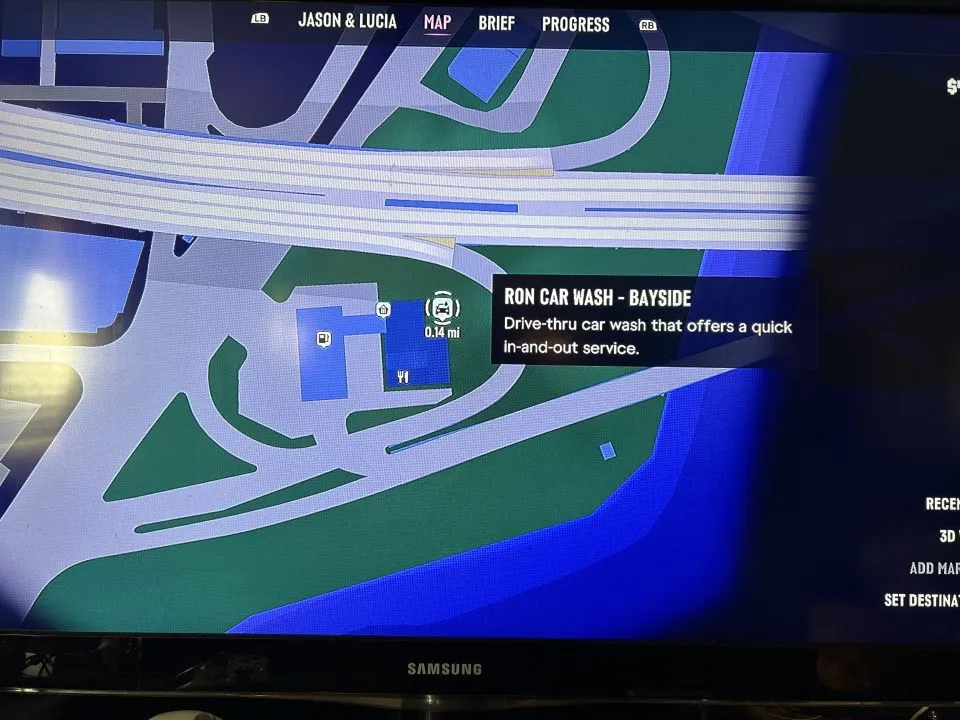 LB JASON & LUCIA MAP BRIEF PROGRESS RB
RON CAR WASH - BAYSIDE
Drive-thru car wash that offers a quick
in-and-out service.
0.14 mi
3D
SAMSUNG